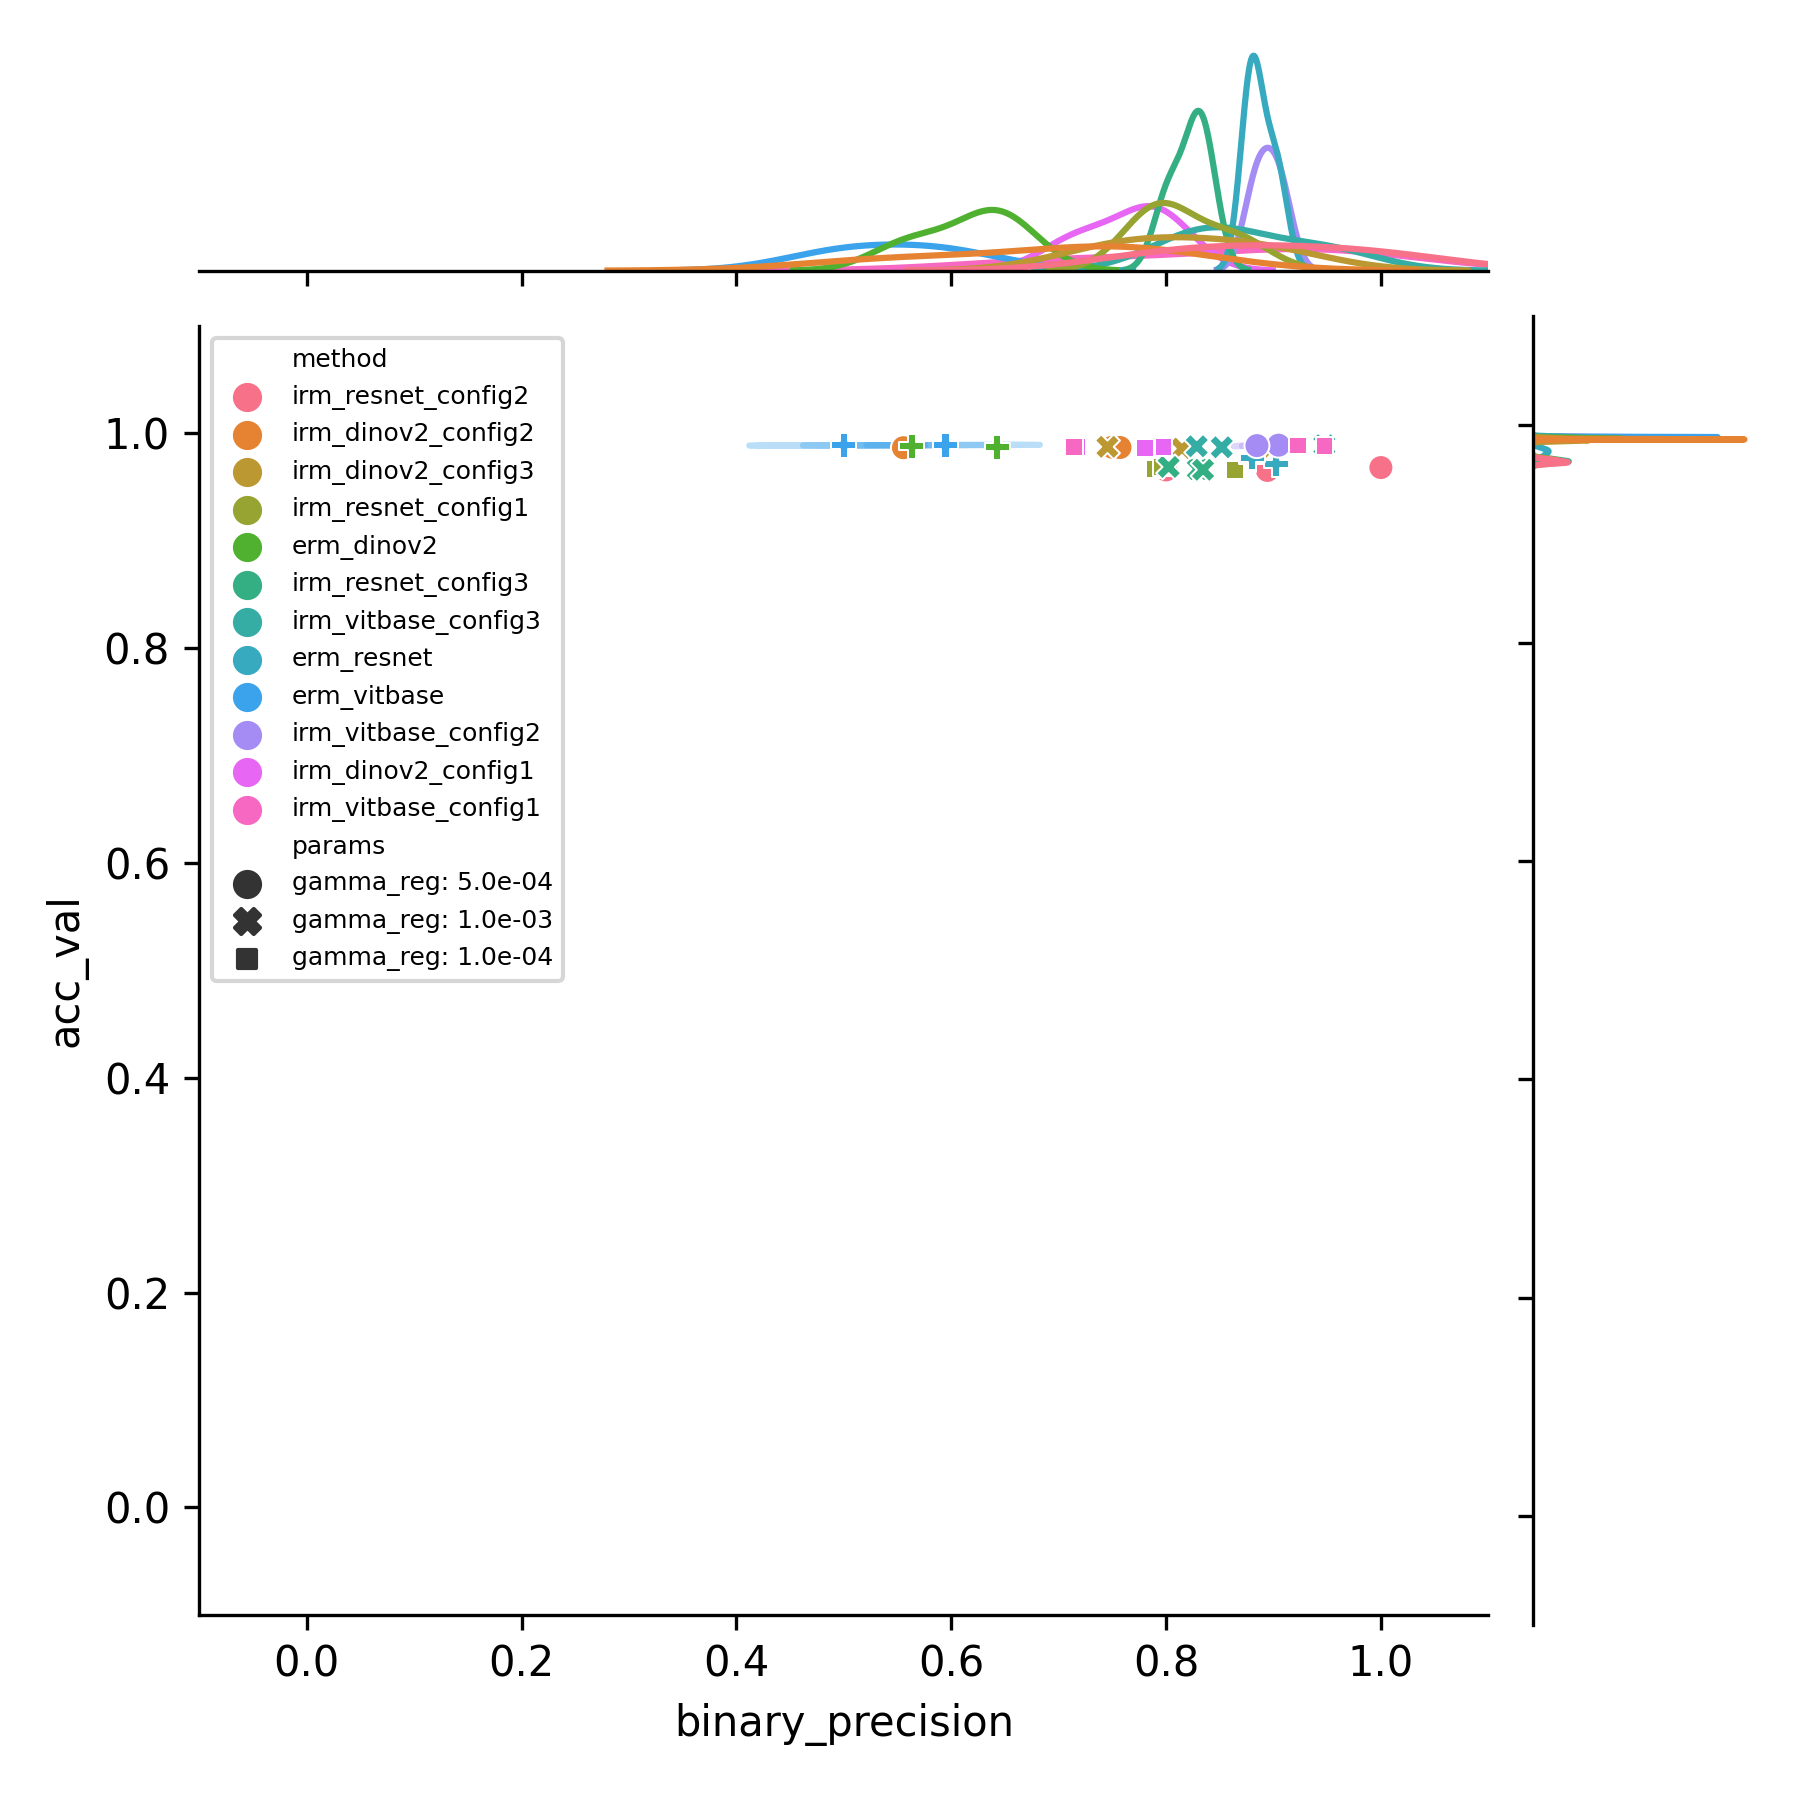 method
irm_resnet_config2
irm_dinov2_config2
irm_dinov2_config3
irm_resnet_config1
erm_dinov2
irm_resnet_config3
irm_vitbase_config3
erm_resnet
erm_vitbase
irm_vitbase_config2
irm_dinov2_config1
irm_vitbase_config1
params
gamma_reg: 5.0e-04
gamma_reg: 1.0e-03
gamma_reg: 1.0e-04
1.0
0.8
0.6
0.4
0.2
0.0
acc_val
0.0 0.2 0.4 0.6 0.8 1.0
binary_precision